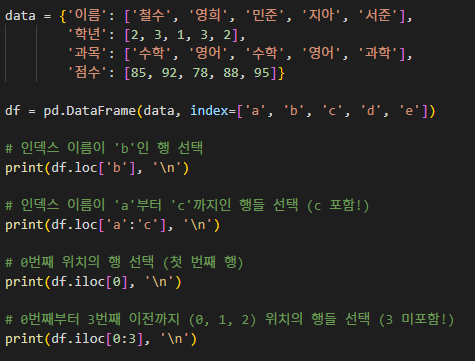 data = {'이름': ['철수', '영희', '민준', '지아', '서준'],
        '학년': [2, 3, 1, 3, 2],
        '과목': ['수학', '영어', '수학', '영어', '과학'],
        '점수': [85, 92, 78, 88, 95]}
df = pd.DataFrame(data, index=['a', 'b', 'c', 'd', 'e'])
# 인덱스 이름이 'b'인 행 선택
print(df.loc['b'], '\n')
# 인덱스 이름이 'a'부터 'c'까지인 행들 선택 (c 포함!)
print(df.loc['a':'c'], '\n')
# 0번째 위치의 행 선택 (첫 번째 행)
print(df.iloc[0], '\n')
# 0번째부터 3번째 이전까지 (0, 1, 2) 위치의 행들 선택 (3 미포함!)
print(df.iloc[0:3], '\n')